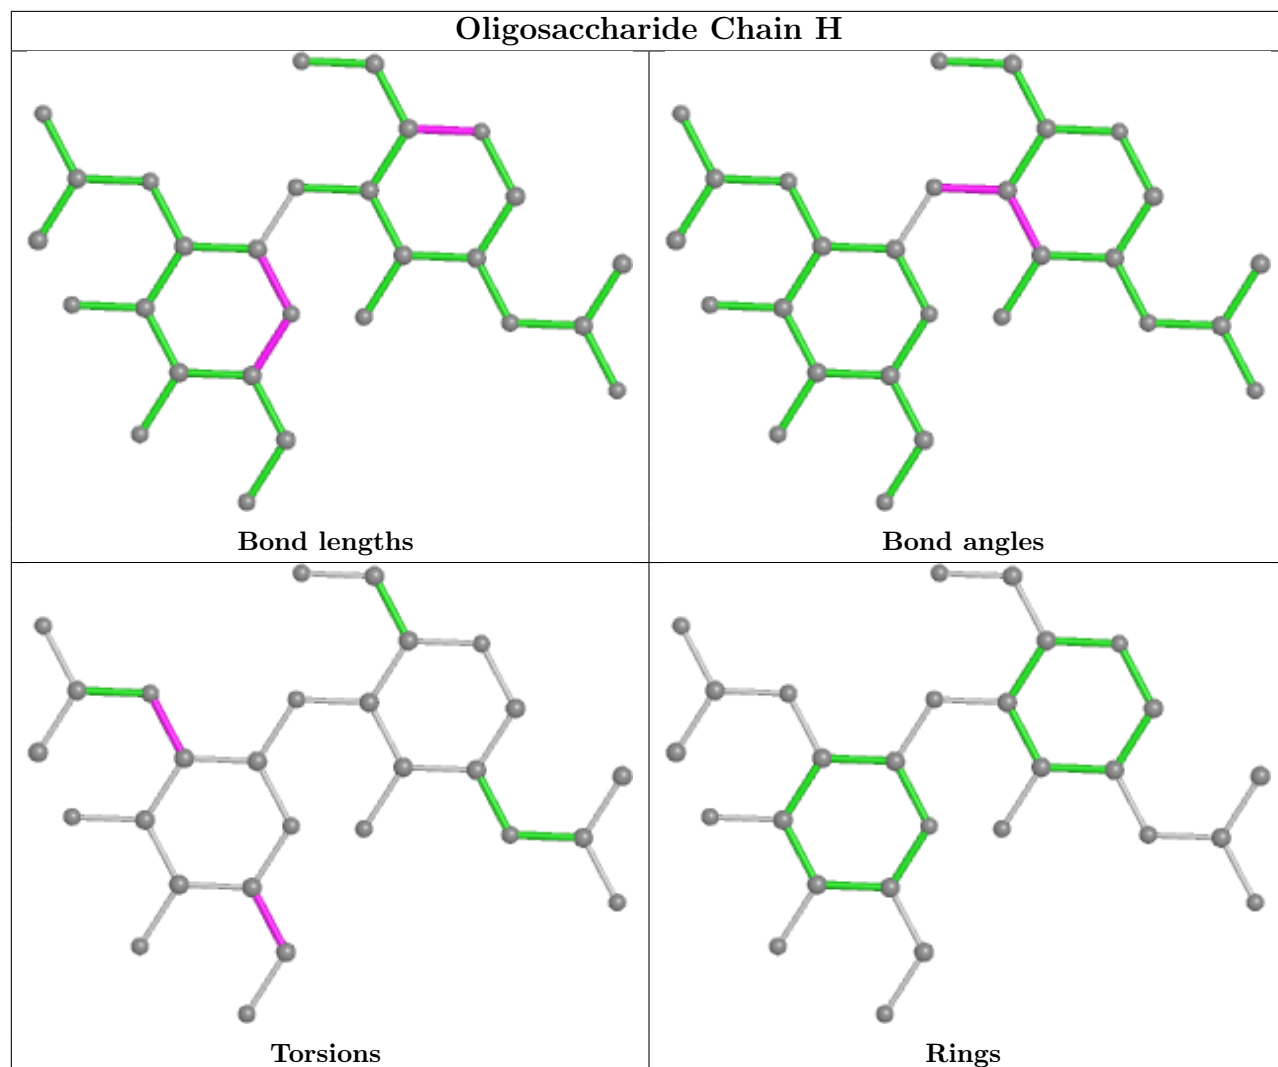 Oligosaccharide Chain H
Bond lengths
Bond angles
Torsions
Rings